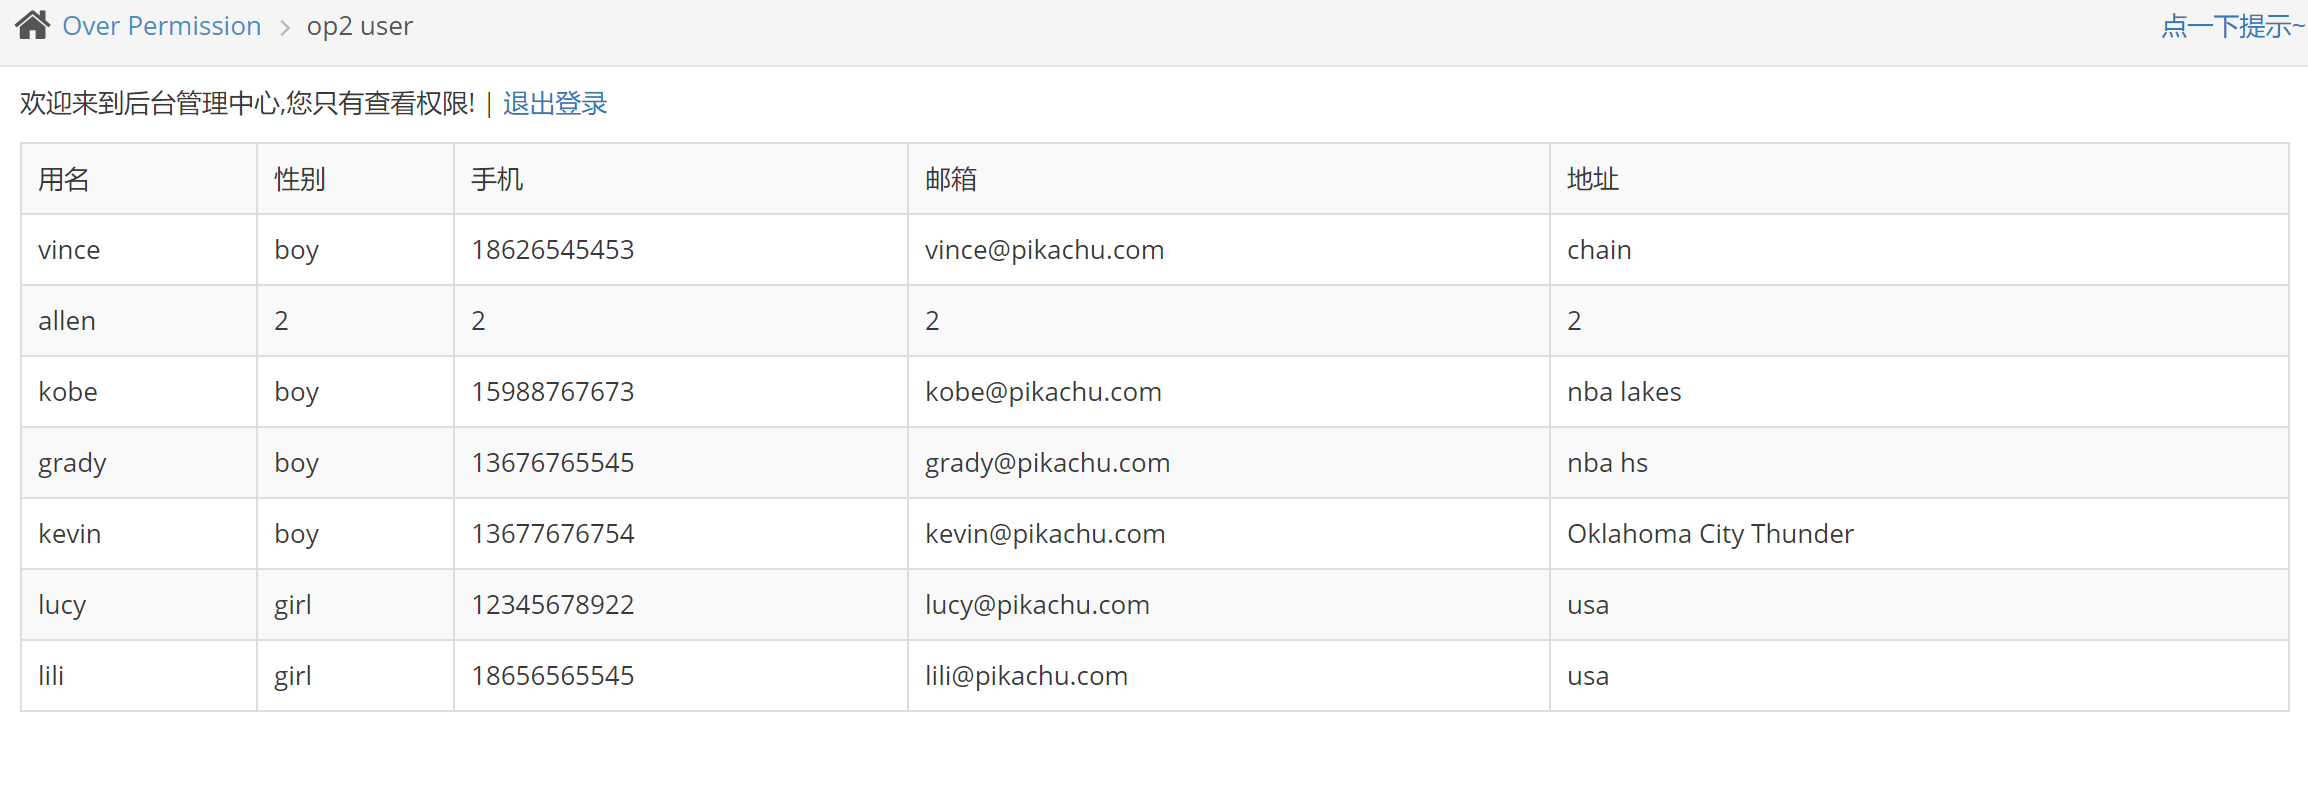 Over Permission > op2 user 点一下提示~
欢迎来到后台管理中心,您只有查看权限! | 退出登录
用名 性别 手机 邮箱 地址
vince boy 18626545453 vince@pikachu.com chain
allen 2 2 2 2
kobe boy 15988767673 kobe@pikachu.com nba lakes
grady boy 13676765545 grady@pikachu.com nba hs
kevin boy 13677676754 kevin@pikachu.com Oklahoma City Thunder
lucy girl 12345678922 lucy@pikachu.com usa
lili girl 18656565545 lili@pikachu.com usa